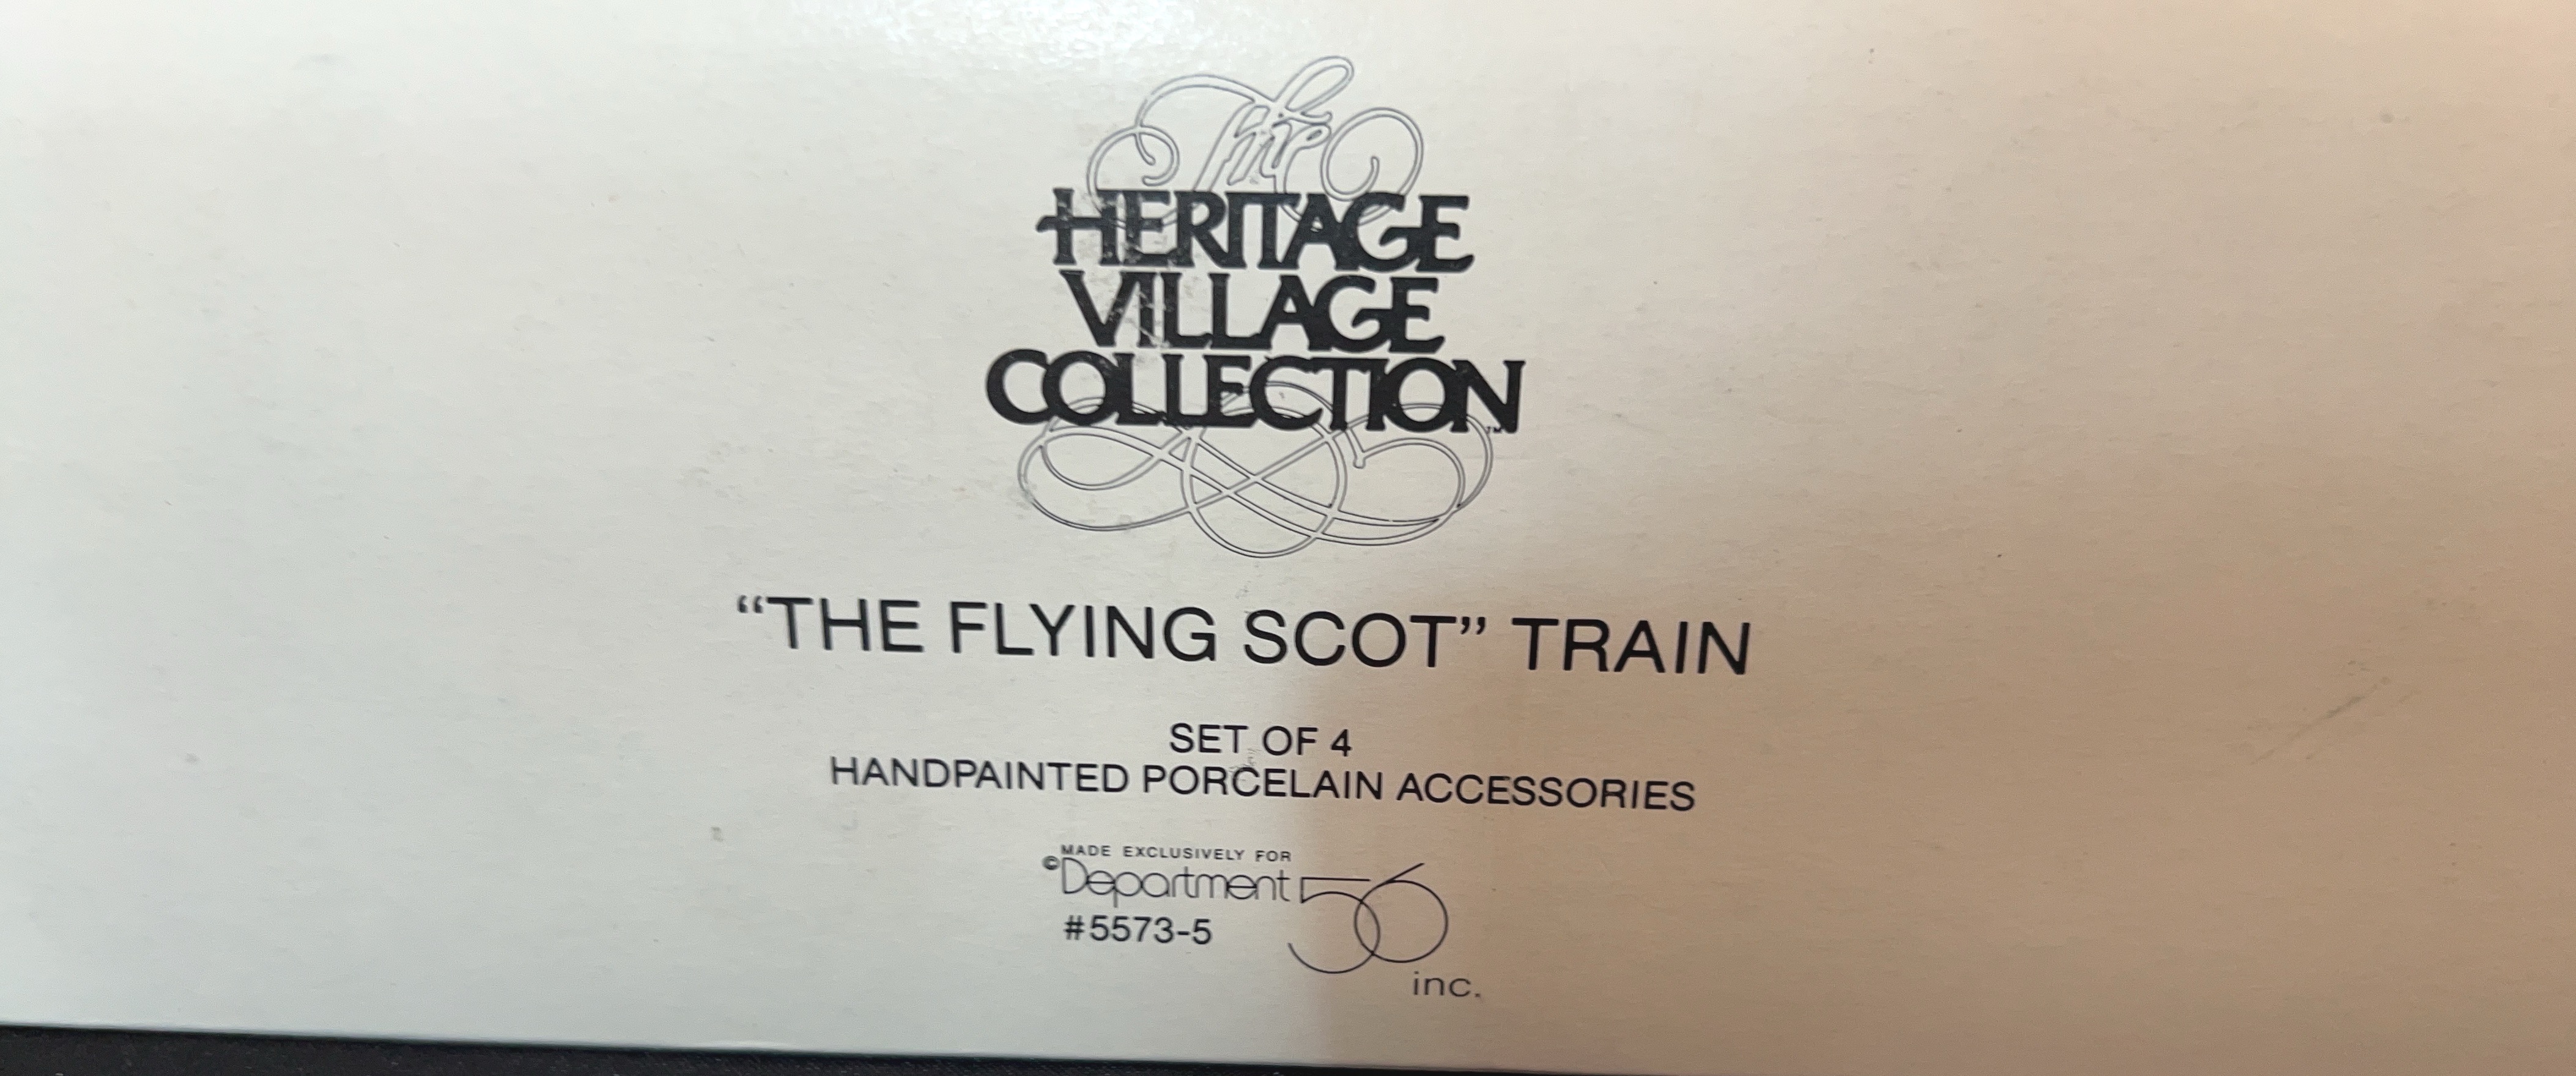 The
HERITAGE
VILLAGE
COLLECTION™
“THE FLYING SCOT” TRAIN
SET OF 4
HANDPAINTED PORCELAIN ACCESSORIES
MADE EXCLUSIVELY FOR
©Department 56
#5573-5
inc.